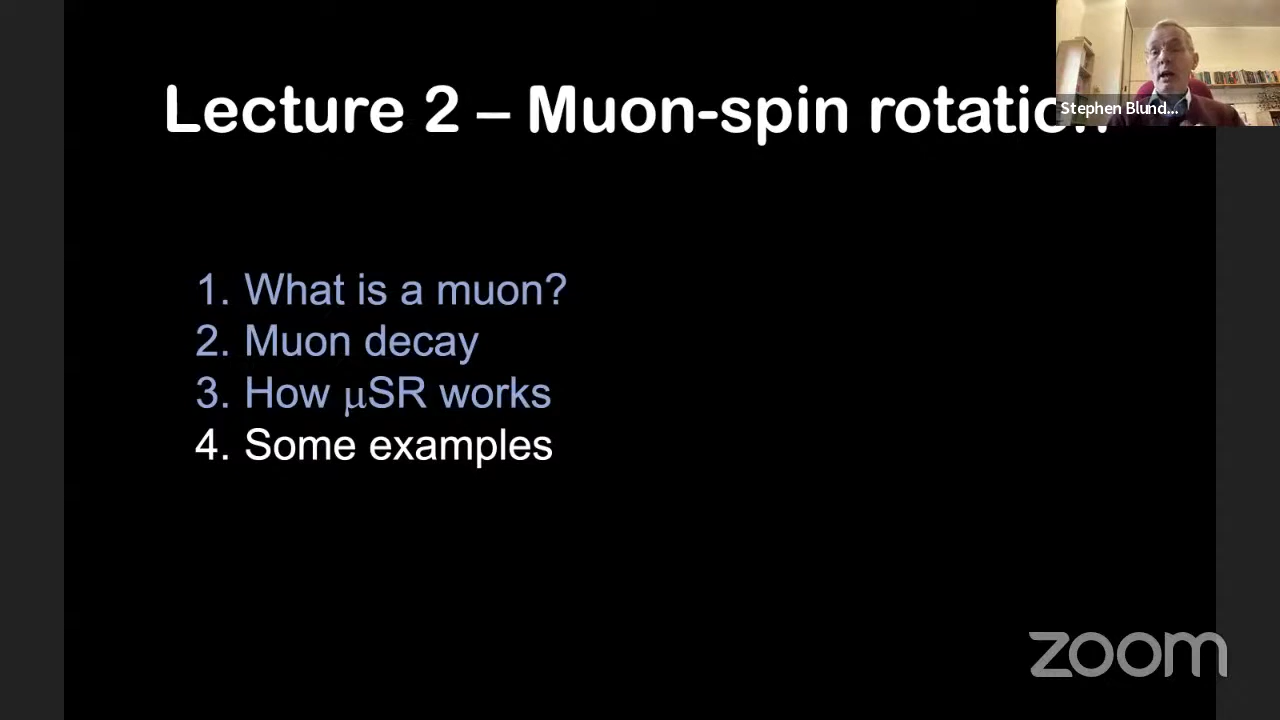 Lecture 2 – Muon-spin rotation
Stephen Blund...
1. What is a muon?
2. Muon decay
3. How μSR works
4. Some examples
zoom